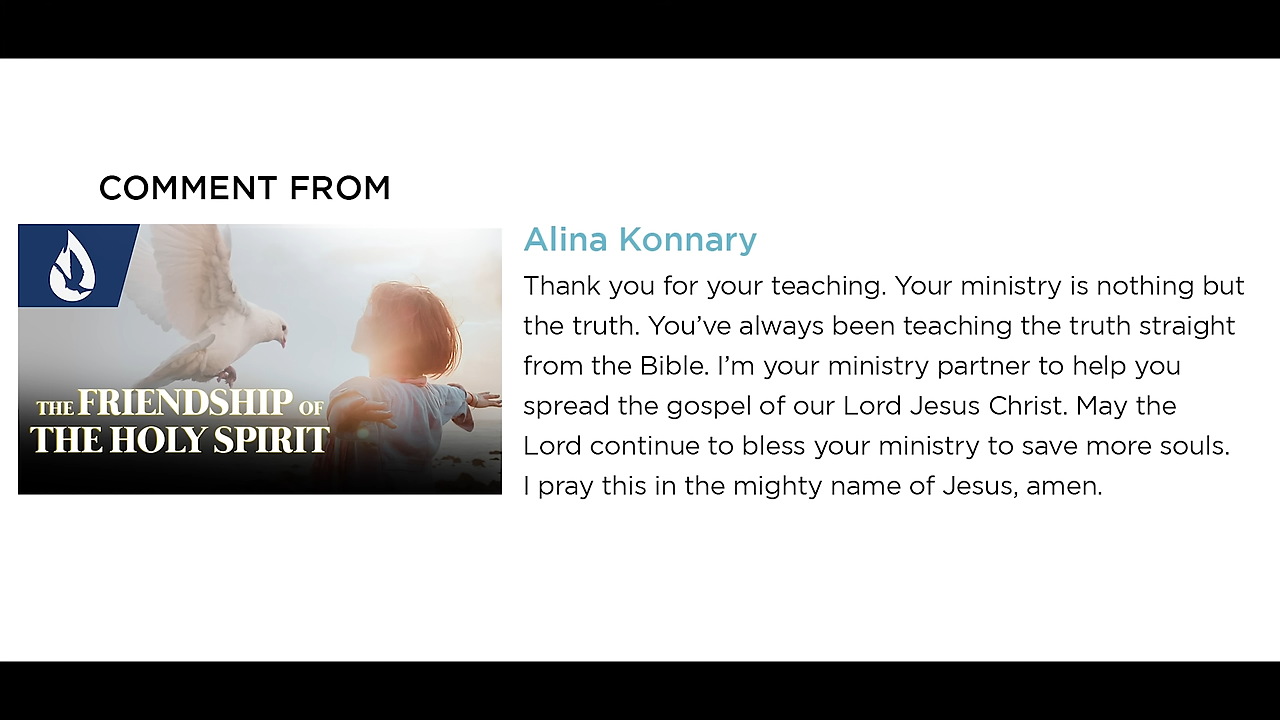 COMMENT FROM
THE FRIENDSHIP OF
THE HOLY SPIRIT
Alina Konnary
Thank you for your teaching. Your ministry is nothing but
the truth. You’ve always been teaching the truth straight
from the Bible. I’m your ministry partner to help you
spread the gospel of our Lord Jesus Christ. May the
Lord continue to bless your ministry to save more souls.
I pray this in the mighty name of Jesus, amen.